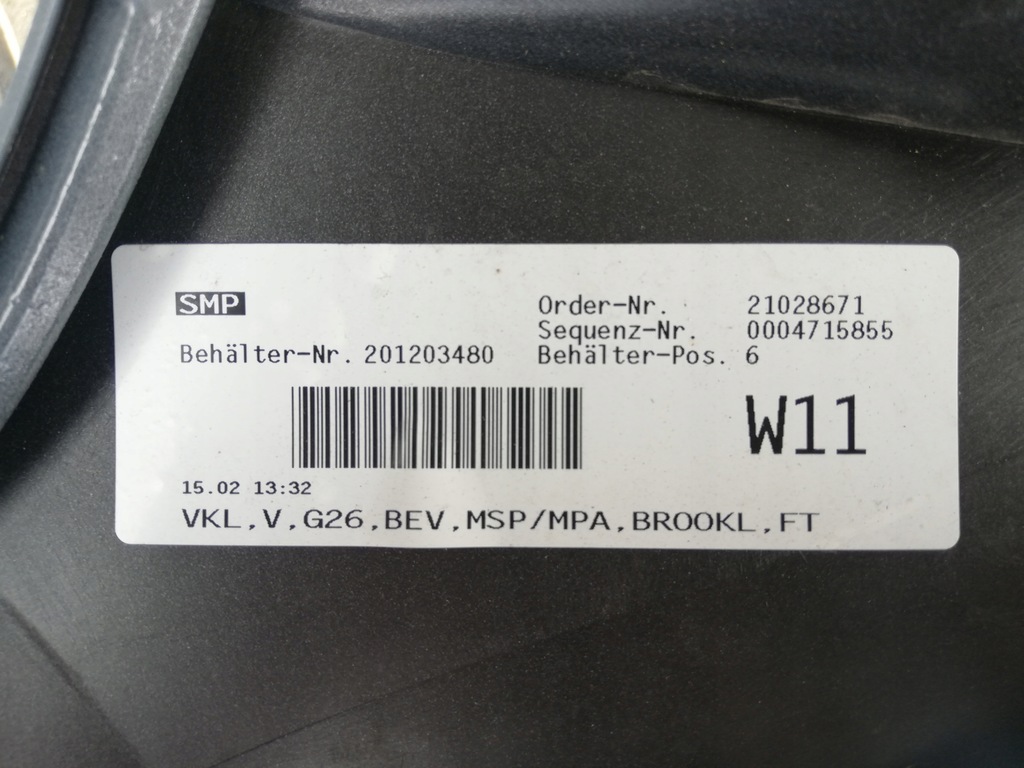 SMP
Order-Nr. 21028671
Sequenz-Nr. 0004715855
Behälter-Nr. 201203480 Behälter-Pos. 6
W11
15.02 13:32
VKL,V,G26,BEV,MSP/MPA,BROOKL,FT